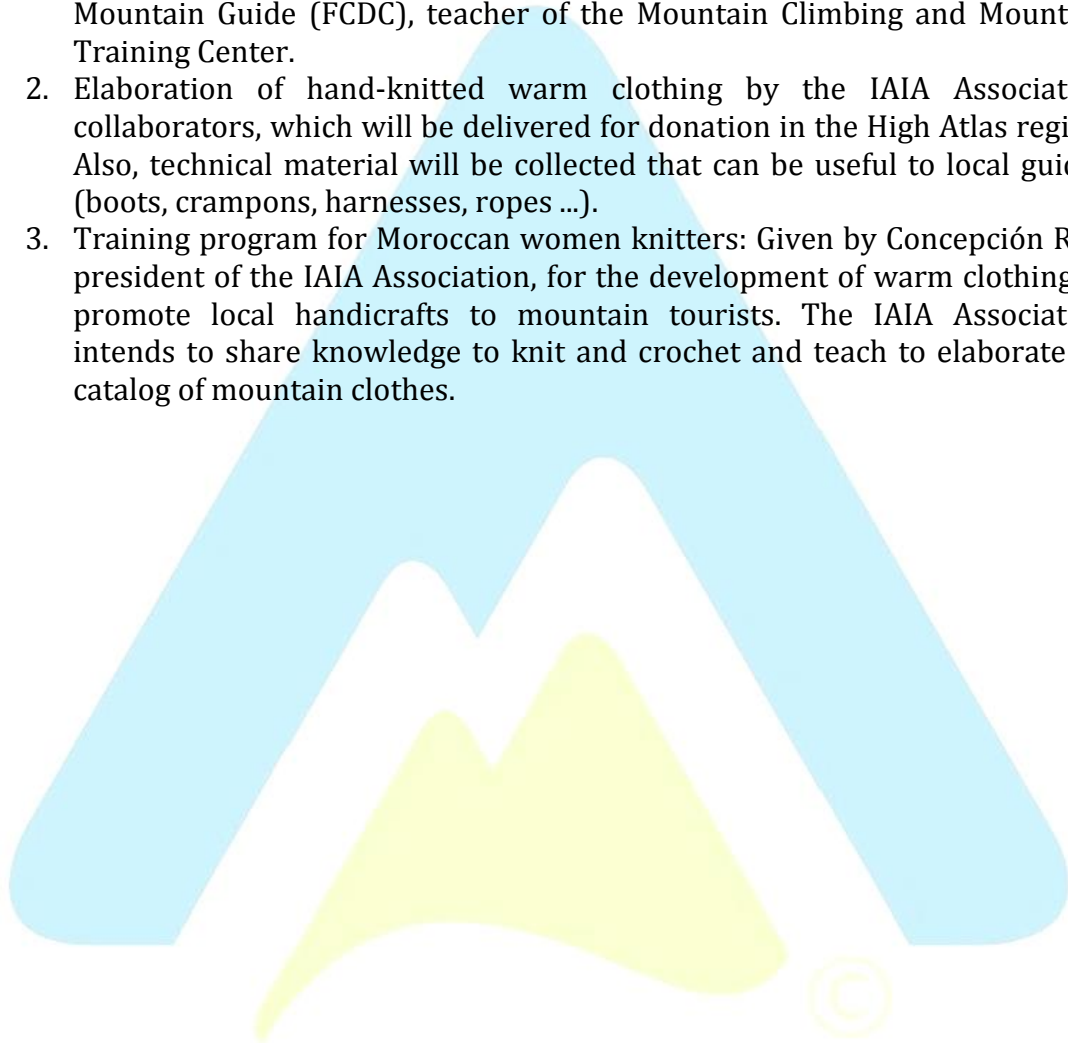 Mountain Guide (FCDC), teacher of the Mountain Climbing and Mount
Training Center.
2. Elaboration of hand-knitted warm clothing by the IAIA Associat
collaborators, which will be delivered for donation in the High Atlas regi
Also, technical material will be collected that can be useful to local guid
(boots, crampons, harnesses, ropes ...).
3. Training program for Moroccan women knitters: Given by Concepción R
president of the IAIA Association, for the development of warm clothing
promote local handicrafts to mountain tourists. The IAIA Associat
intends to share knowledge to knit and crochet and teach to elaborate
catalog of mountain clothes.
©